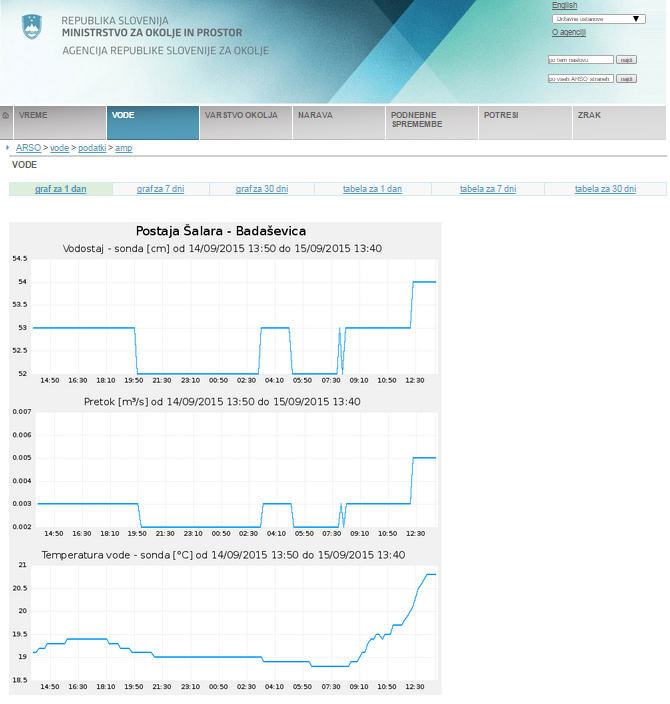 English
REPUBLIKA SLOVENIJA
MINISTRSTVO ZA OKOLJE IN PROSTOR
AGENCIJA REPUBLIKE SLOVENIJE ZA OKOLJE
Državne ustanove
O agenciji
po tem naslovu najdi
po vseh ARSO straneh najdi
VREME VODE VARSTVO OKOLJA NARAVA PODNEBNE SPREMEMBE POTRESI ZRAK
ARSO > vode > podatki > amp
VODE
graf za 1 dan graf za 7 dni graf za 30 dni tabela za 1 dan tabela za 7 dni tabela za 30 dni
Postaja Šalara - Badaševica
Vodostaj - sonda [cm] od 14/09/2015 13:50 do 15/09/2015 13:40
54.5
54
53.5
53
52.5
52
14:50 16:30 18:10 19:50 21:30 23:10 00:50 02:30 04:10 05:50 07:30 09:10 10:50 12:30
Pretok [m³/s] od 14/09/2015 13:50 do 15/09/2015 13:40
0.007
0.006
0.005
0.004
0.003
0.002
14:50 16:30 18:10 19:50 21:30 23:10 00:50 02:30 04:10 05:50 07:30 09:10 10:50 12:30
Temperatura vode - sonda [°C] od 14/09/2015 13:50 do 15/09/2015 13:40
21
20.5
20
19.5
19
18.5
14:50 16:30 18:10 19:50 21:30 23:10 00:50 02:30 04:10 05:50 07:30 09:10 10:50 12:30